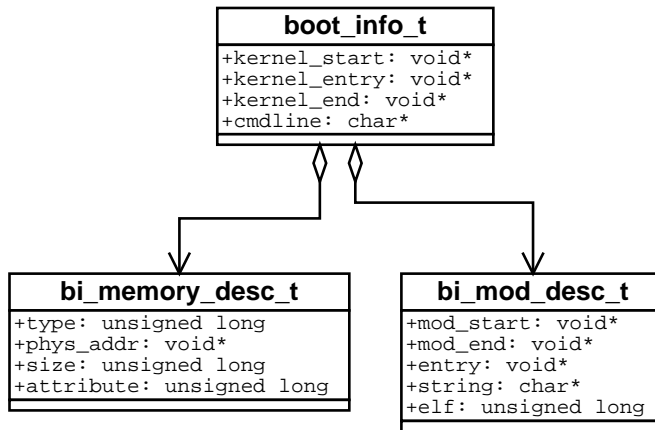 boot_info_t
+kernel_start: void*
+kernel_entry: void*
+kernel_end: void*
+cmdline: char*
bi_memory_desc_t
+type: unsigned long
+phys_addr: void*
+size: unsigned long
+attribute: unsigned long
bi_mod_desc_t
+mod_start: void*
+mod_end: void*
+entry: void*
+string: char*
+elf: unsigned long